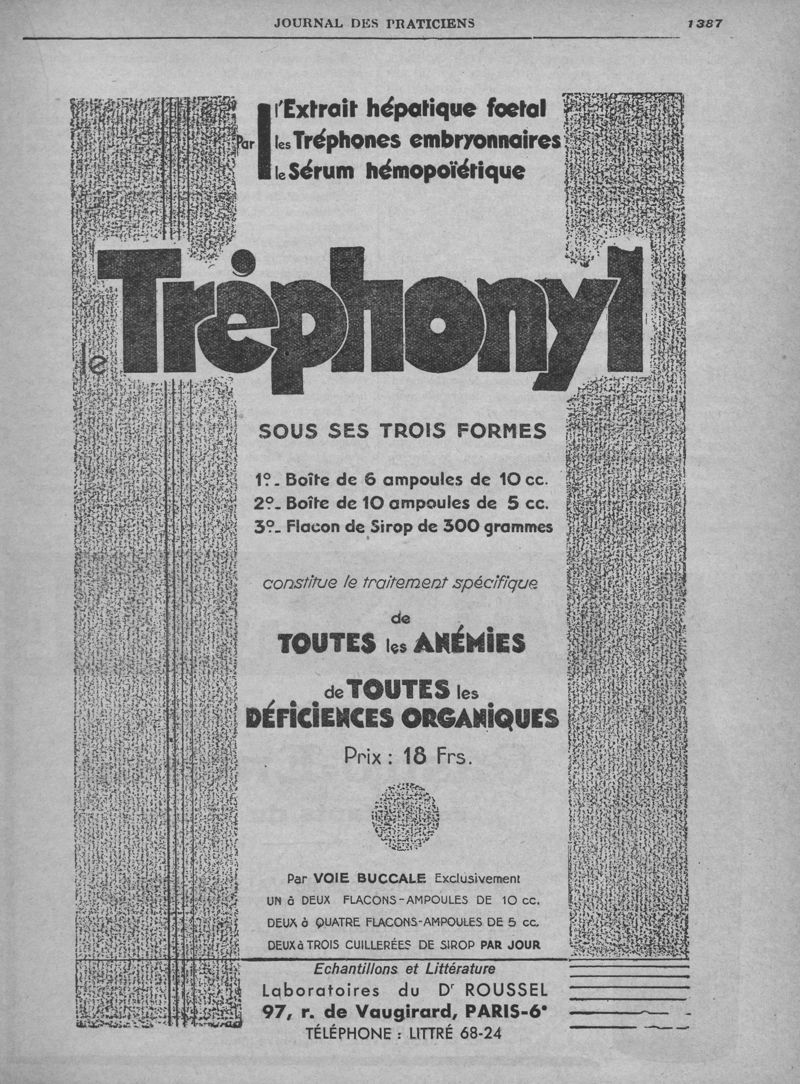 JOURNAL DES PRATICIENS 1387
Par l'Extrait hépatique fœtal
les Tréphones embryonnaires
le Sérum hémopoïétique
le Tréphonyl
SOUS SES TROIS FORMES
1º_ Boîte de 6 ampoules de 10 cc.
2º_ Boîte de 10 ampoules de 5 cc.
3º_ Flacon de Sirop de 300 grammes
constitue le traitement spécifique
de
TOUTES les ANÉMIES
de TOUTES les
DÉFICIENCES ORGANIQUES
Prix : 18 Frs.
Par VOIE BUCCALE Exclusivement
UN à DEUX FLACONS-AMPOULES DE 10 cc.
DEUX à QUATRE FLACONS-AMPOULES DE 5 cc.
DEUX à TROIS CUILLERÉES DE SIROP PAR JOUR
Echantillons et Littérature
Laboratoires du Dr ROUSSEL
97, r. de Vaugirard, PARIS-6e
TÉLÉPHONE : LITTRÉ 68-24